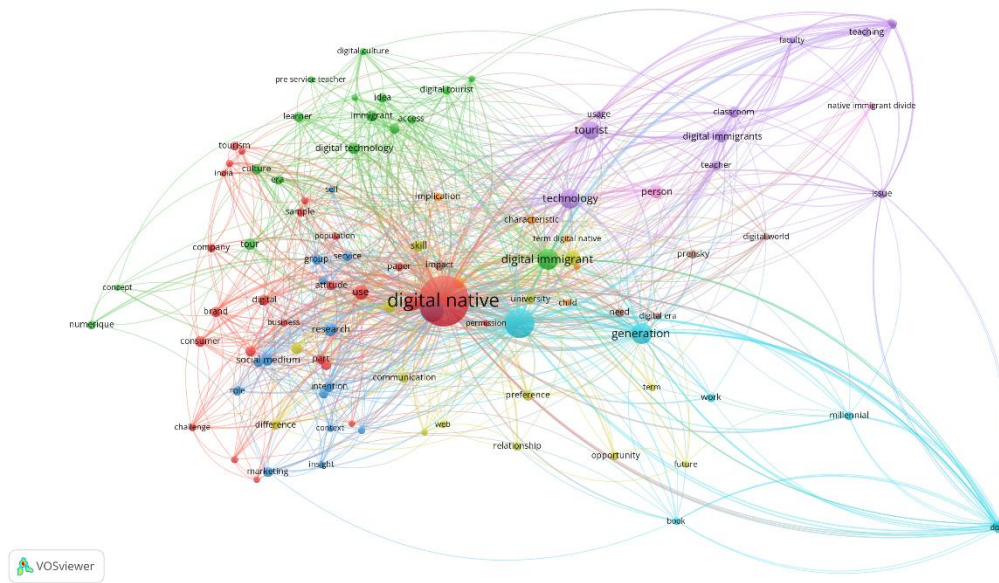 digital culture
teaching
faculty
pre service teacher
digital tourist
idea
native immigrant divide
learner
immigrant
access
usage
classroom
tourist
digital immigrants
tourism
digital technology
teacher
india
culture
era
self
person
issue
implication
technology
sample
characteristic
population
term digital native
digital world
company
tour
group
service
skill
prensky
paper
impact
digital immigrant
concept
attitude
use
digital native
university
child
brand
digital
need
digital era
numerique
business
research
permission
generation
consumer
social medium
part
role
intention
communication
preference
term
work
challenge
difference
context
web
millennial
relationship
opportunity
marketing
insight
future
book
VOSviewer